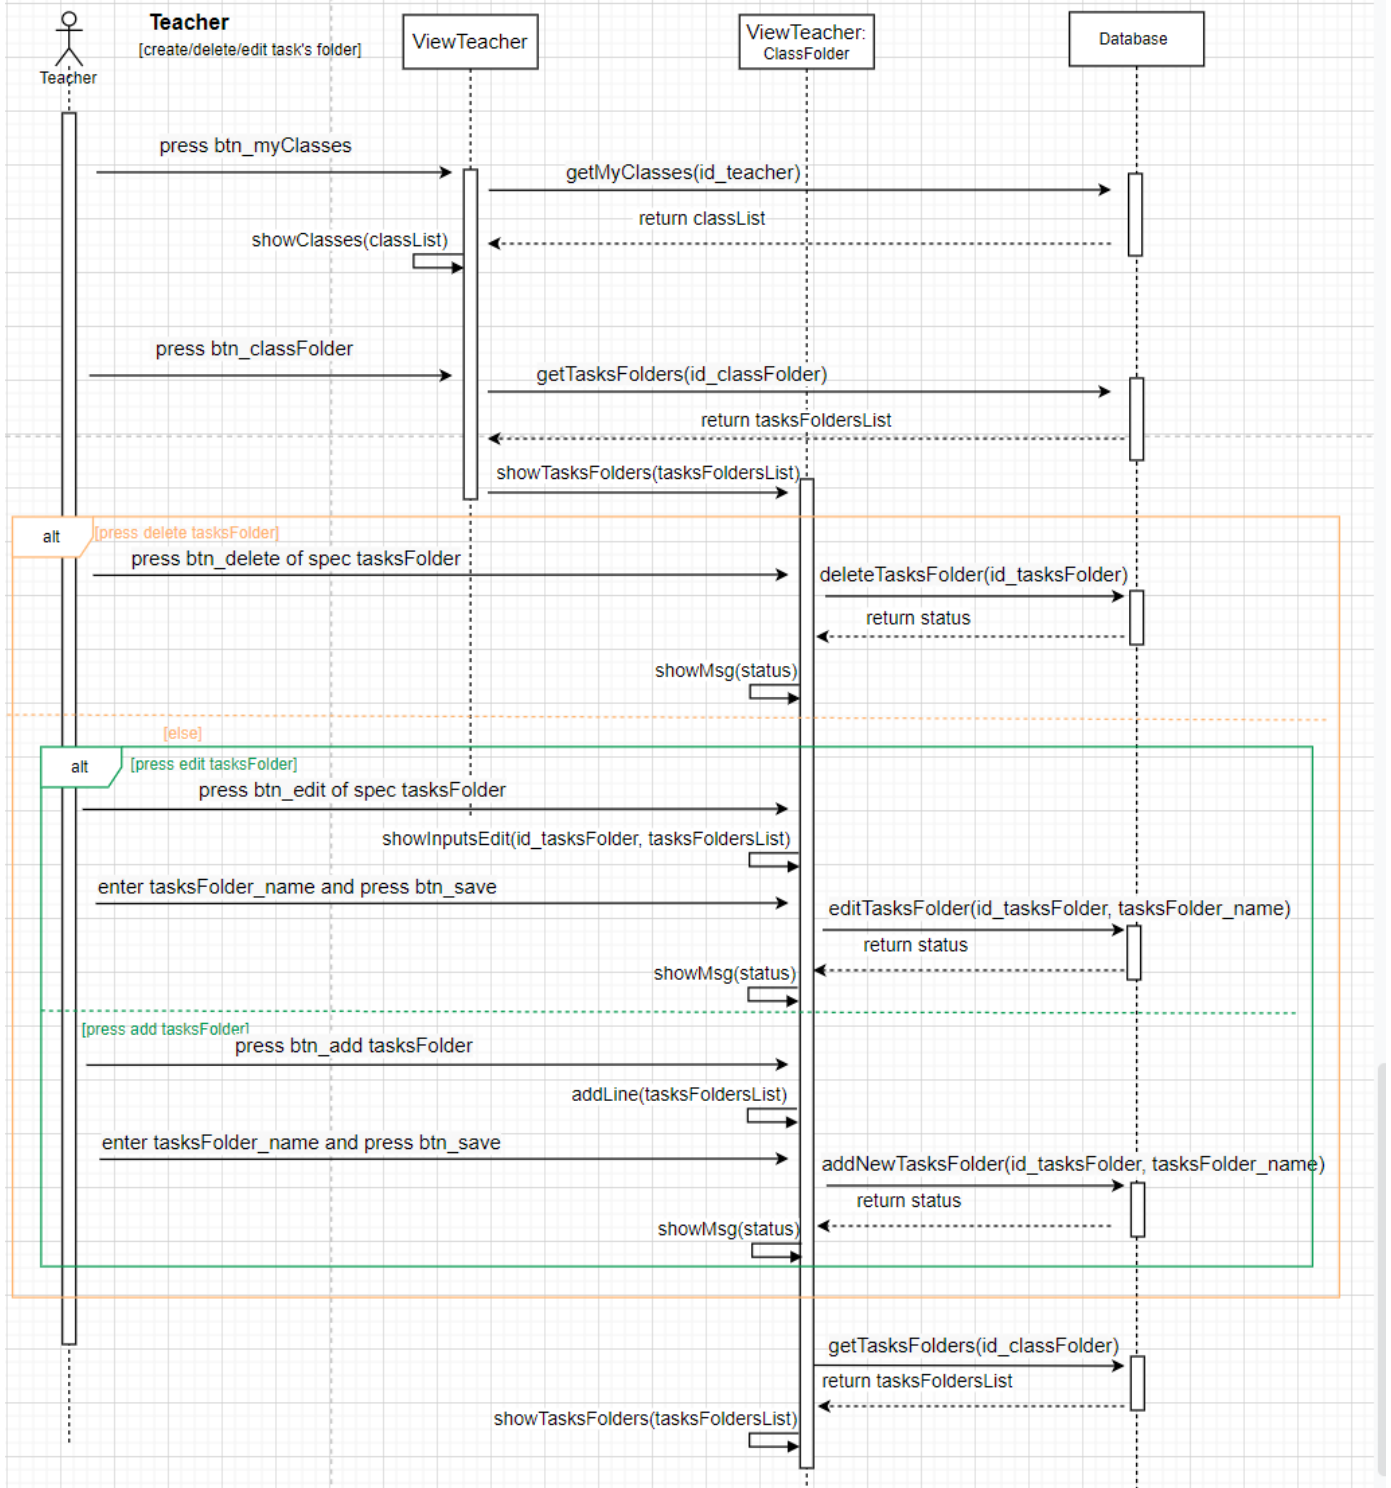 Teacher
[create/delete/edit task's folder]
Teacher
ViewTeacher
ViewTeacher:
ClassFolder
Database
press btn_myClasses
getMyClasses(id_teacher)
return classList
showClasses(classList)
press btn_classFolder
getTasksFolders(id_classFolder)
return tasksFoldersList
showTasksFolders(tasksFoldersList)
alt
[press delete tasksFolder]
press btn_delete of spec tasksFolder
deleteTasksFolder(id_tasksFolder)
return status
showMsg(status)
[else]
alt
[press edit tasksFolder]
press btn_edit of spec tasksFolder
showInputsEdit(id_tasksFolder, tasksFoldersList)
enter tasksFolder_name and press btn_save
editTasksFolder(id_tasksFolder, tasksFolder_name)
return status
showMsg(status)
[press add tasksFolder]
press btn_add tasksFolder
addLine(tasksFoldersList)
enter tasksFolder_name and press btn_save
addNewTasksFolder(id_tasksFolder, tasksFolder_name)
return status
showMsg(status)
getTasksFolders(id_classFolder)
return tasksFoldersList
showTasksFolders(tasksFoldersList)